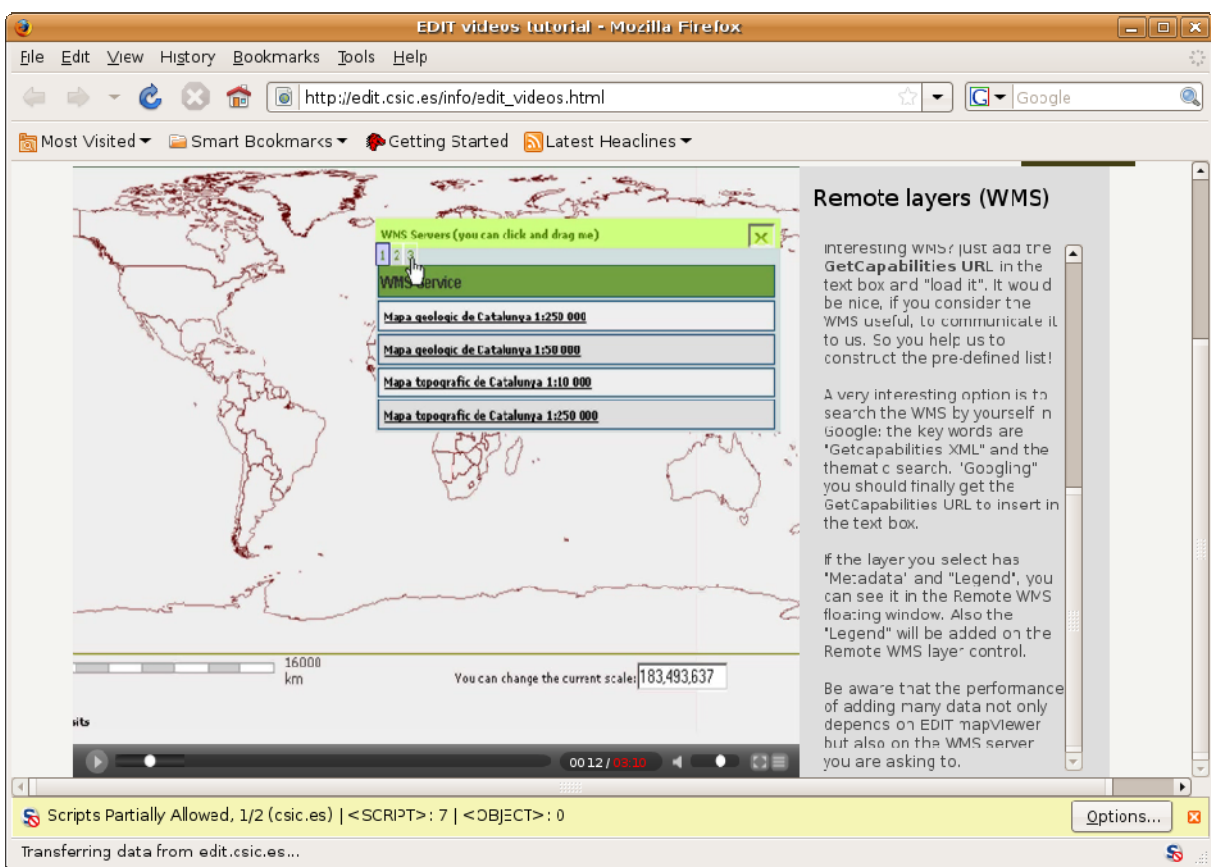 EDIT videos tutorial - Mozilla Firefox
File Edit View History Bookmarks Tools Help
http://edit.csic.es/info/edit_videos.html
Google
Most Visited Smart Bookmarks Getting Started Latest Headlines
WMS Servers (you can click and drag me)
1 2 3
WMS Service
Mapa geologic de Catalunya 1:250 000
Mapa geologic de Catalunya 1:50 000
Mapa topografic de Catalunya 1:10 000
Mapa topografic de Catalunya 1:250 000
16000
km
You can change the current scale: 183,493,637
sits
00 12 / 03:10
Remote layers (WMS)
interesting WMS? just add the
GetCapabilities URL in the
text box and "load it". It would
be nice, if you consider the
WMS useful, to communicate it
to us. So you help us to
construct the pre-defined list!
A very interesting option is to
search the WMS by yourself in
Google: the key words are
"Getcapabilities XML" and the
thematic search. "Googling"
you should finally get the
GetCapabilities URL to insert in
the text box.
If the layer you select has
"Metadata" and "Legend", you
can see it in the Remote WMS
floating window. Also the
"Legend" will be added on the
Remote WMS layer control.
Be aware that the performance
of adding many data not only
depends on EDIT mapViewer
but also on the WMS server
you are asking to.
Scripts Partially Allowed, 1/2 (csic.es) | <SCRIPT>: 7 | <OBJECT>: 0
Options...
Transferring data from edit.csic.es...